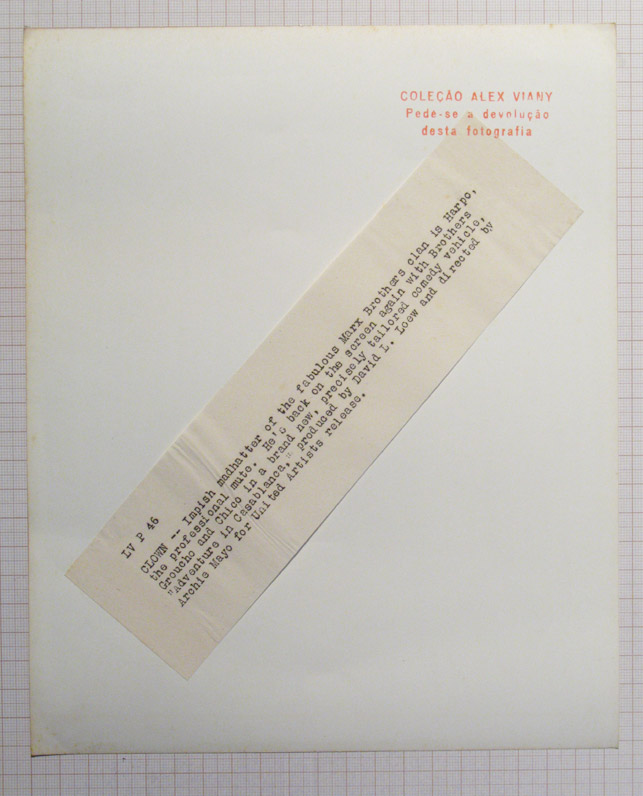 COLEÇÃO ALEX VIANY
Pede-se a devolução
desta fotografia
LV P 46
CLOWN -- Impish madhatter of the fabulous Marx Brothers clan is Harpo,
the professional mute. He's back on the screen again with Brothers
Groucho and Chico in a brand new, precisely tailored comedy vehicle,
"Adventure in Casablanca," produced by David L. Loew and directed by
Archie Mayo for United Artists release.